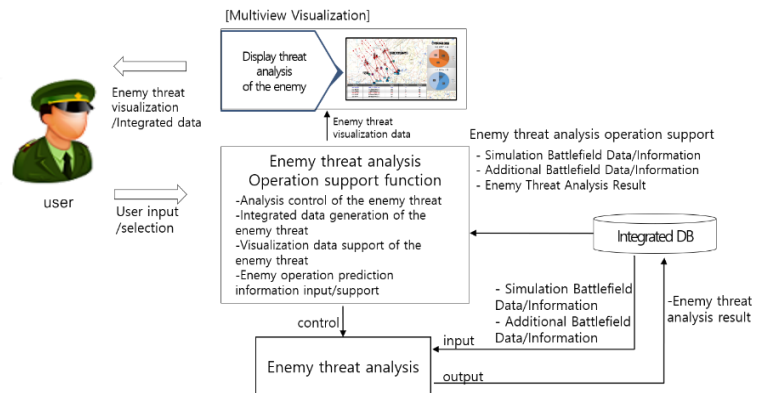 [Multiview Visualization]
Display threat
analysis
of the enemy
Enemy threat
visualization
/Integrated data
Enemy threat
visualization data
user
User input
/selection
Enemy threat analysis
Operation support function
-Analysis control of the enemy threat
-Integrated data generation of the
enemy threat
-Visualization data support of the
enemy threat
-Enemy operation prediction
information input/support
Enemy threat analysis operation support
- Simulation Battlefield Data/Information
- Additional Battlefield Data/Information
- Enemy Threat Analysis Result
Integrated DB
- Simulation Battlefield
Data/Information
- Additional Battlefield
Data/Information
-Enemy threat
analysis result
control
input
Enemy threat analysis
output